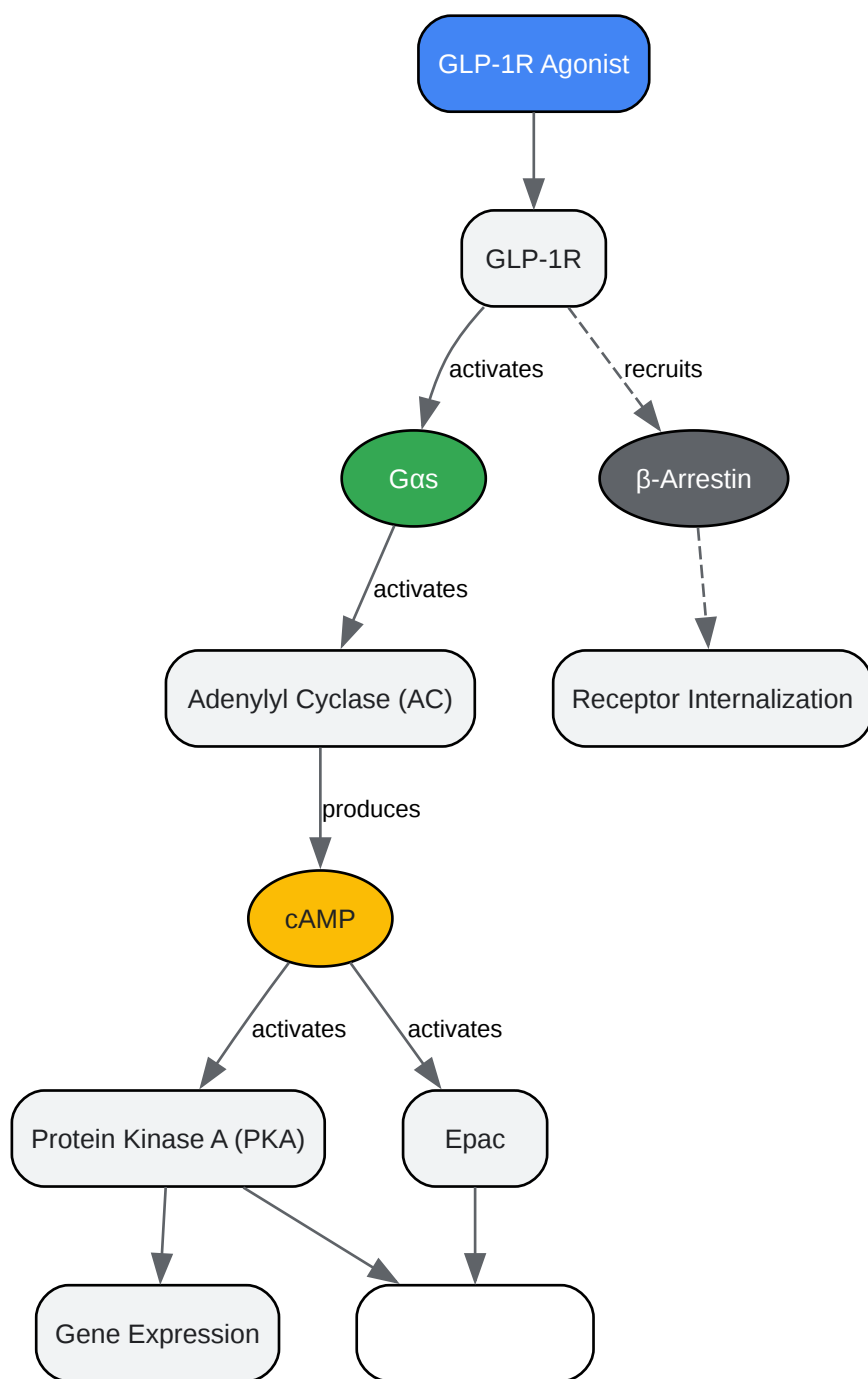 GLP-1R Agonist
GLP-1R
activates
recruits
Gαs
β-Arrestin
activates
Adenylyl Cyclase (AC)
Receptor Internalization
produces
cAMP
activates
activates
Protein Kinase A (PKA)
Epac
Gene Expression